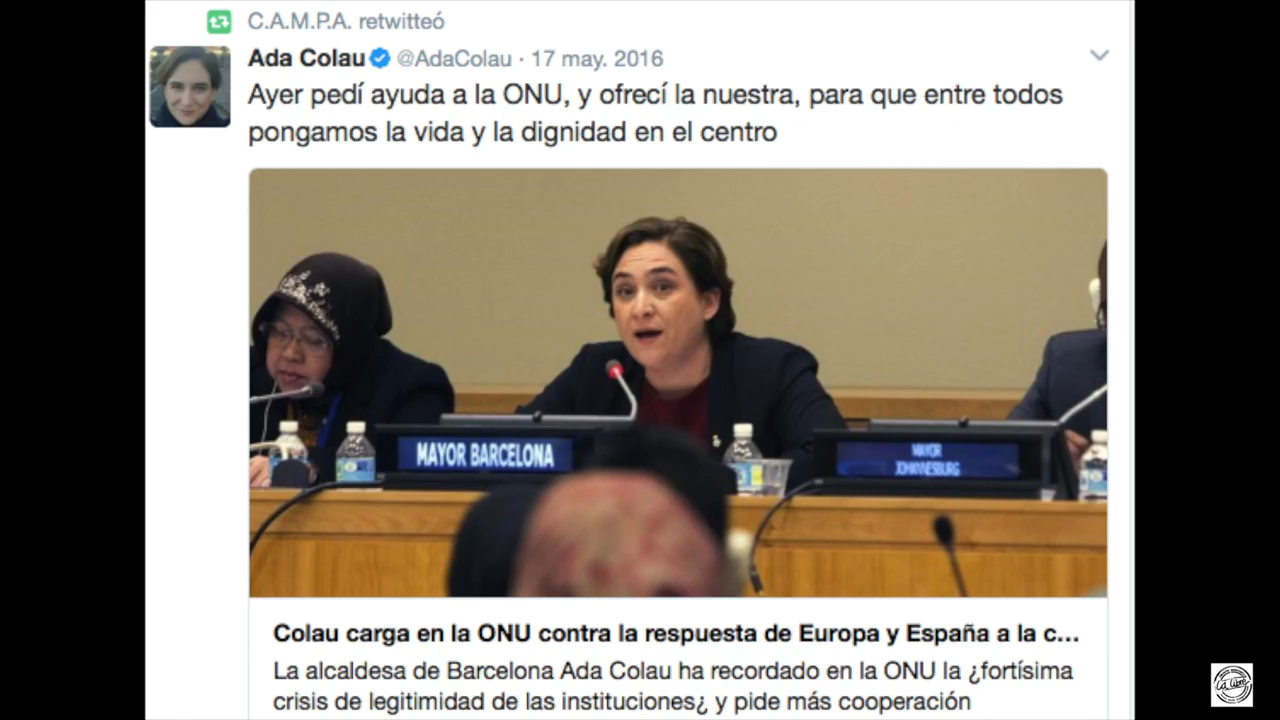 C.A.M.P.A. retwitteó
Ada Colau @AdaColau · 17 may. 2016
Ayer pedí ayuda a la ONU, y ofrecí la nuestra, para que entre todos
pongamos la vida y la dignidad en el centro
MAYOR BARCELONA
MAYOR
JOHANNESBURG
Colau carga en la ONU contra la respuesta de Europa y España a la c...
La alcaldesa de Barcelona Ada Colau ha recordado en la ONU la ¿fortísima
crisis de legitimidad de las instituciones¿ y pide más cooperación